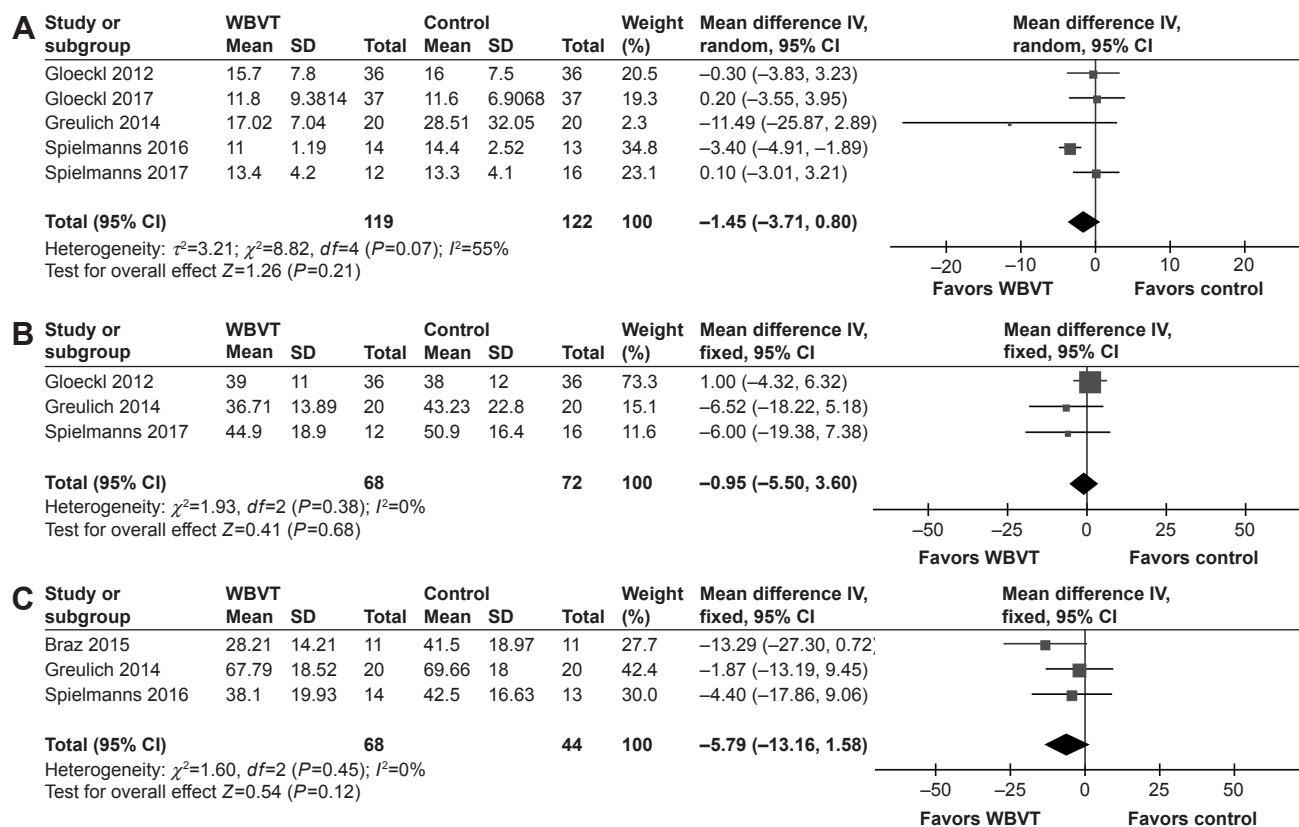 A Study or subgroup WBVT Control Weight (%) Mean difference IV, random, 95% CI Mean difference IV, random, 95% CI
Mean SD Total Mean SD Total
Gloeckl 2012 15.7 7.8 36 16 7.5 36 20.5 –0.30 (–3.83, 3.23)
Gloeckl 2017 11.8 9.3814 37 11.6 6.9068 37 19.3 0.20 (–3.55, 3.95)
Greulich 2014 17.02 7.04 20 28.51 32.05 20 2.3 –11.49 (–25.87, 2.89)
Spielmanns 2016 11 1.19 14 14.4 2.52 13 34.8 –3.40 (–4.91, –1.89)
Spielmanns 2017 13.4 4.2 12 13.3 4.1 16 23.1 0.10 (–3.01, 3.21)
Total (95% CI) 119 122 100 –1.45 (–3.71, 0.80)
Heterogeneity: τ²=3.21; χ²=8.82, df=4 (P=0.07); I²=55%
Test for overall effect Z=1.26 (P=0.21)
–20 –10 0 10 20
Favors WBVT Favors control
B Study or subgroup WBVT Control Weight (%) Mean difference IV, fixed, 95% CI Mean difference IV, fixed, 95% CI
Mean SD Total Mean SD Total
Gloeckl 2012 39 11 36 38 12 36 73.3 1.00 (–4.32, 6.32)
Greulich 2014 36.71 13.89 20 43.23 22.8 20 15.1 –6.52 (–18.22, 5.18)
Spielmanns 2017 44.9 18.9 12 50.9 16.4 16 11.6 –6.00 (–19.38, 7.38)
Total (95% CI) 68 72 100 –0.95 (–5.50, 3.60)
Heterogeneity: χ²=1.93, df=2 (P=0.38); I²=0%
Test for overall effect Z=0.41 (P=0.68)
–50 –25 0 25 50
Favors WBVT Favors control
C Study or subgroup WBVT Control Weight (%) Mean difference IV, fixed, 95% CI Mean difference IV, fixed, 95% CI
Mean SD Total Mean SD Total
Braz 2015 28.21 14.21 11 41.5 18.97 11 27.7 –13.29 (–27.30, 0.72)
Greulich 2014 67.79 18.52 20 69.66 18 20 42.4 –1.87 (–13.19, 9.45)
Spielmanns 2016 38.1 19.93 14 42.5 16.63 13 30.0 –4.40 (–17.86, 9.06)
Total (95% CI) 68 44 100 –5.79 (–13.16, 1.58)
Heterogeneity: χ²=1.60, df=2 (P=0.45); I²=0%
Test for overall effect Z=0.54 (P=0.12)
–50 –25 0 25 50
Favors WBVT Favors control